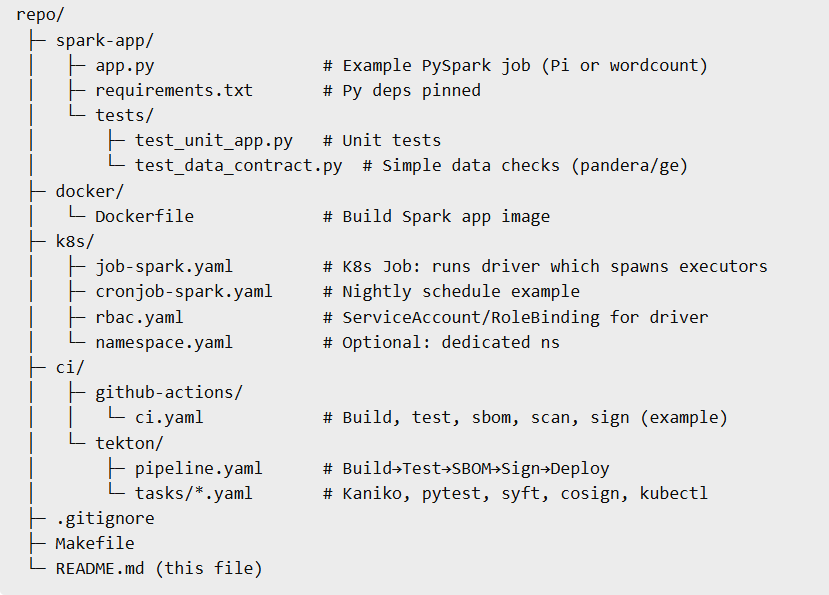 repo/
├─ spark-app/
│  ├─ app.py                 # Example PySpark job (Pi or wordcount)
│  ├─ requirements.txt       # Py deps pinned
│  └─ tests/
│      ├─ test_unit_app.py   # Unit tests
│      └─ test_data_contract.py  # Simple data checks (pandera/ge)
├─ docker/
│  └─ Dockerfile             # Build Spark app image
├─ k8s/
│  ├─ job-spark.yaml         # K8s Job: runs driver which spawns executors
│  ├─ cronjob-spark.yaml     # Nightly schedule example
│  ├─ rbac.yaml              # ServiceAccount/RoleBinding for driver
│  └─ namespace.yaml         # Optional: dedicated ns
├─ ci/
│  ├─ github-actions/
│  │  └─ ci.yaml             # Build, test, sbom, scan, sign (example)
│  └─ tekton/
│      ├─ pipeline.yaml      # Build→Test→SBOM→Sign→Deploy
│      └─ tasks/*.yaml       # Kaniko, pytest, syft, cosign, kubectl
├─ .gitignore
├─ Makefile
└─ README.md (this file)